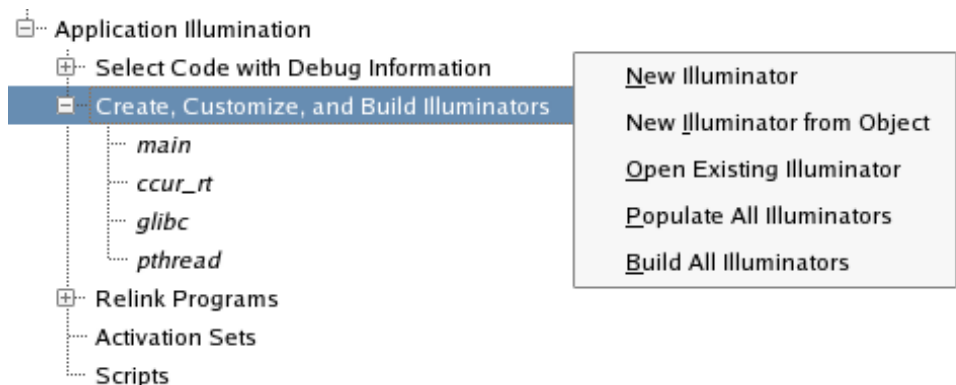 Application Illumination
Select Code with Debug Information
Create, Customize, and Build Illuminators
main
ccur_rt
glibc
pthread
Relink Programs
Activation Sets
Scripts
New Illuminator
New Illuminator from Object
Open Existing Illuminator
Populate All Illuminators
Build All Illuminators